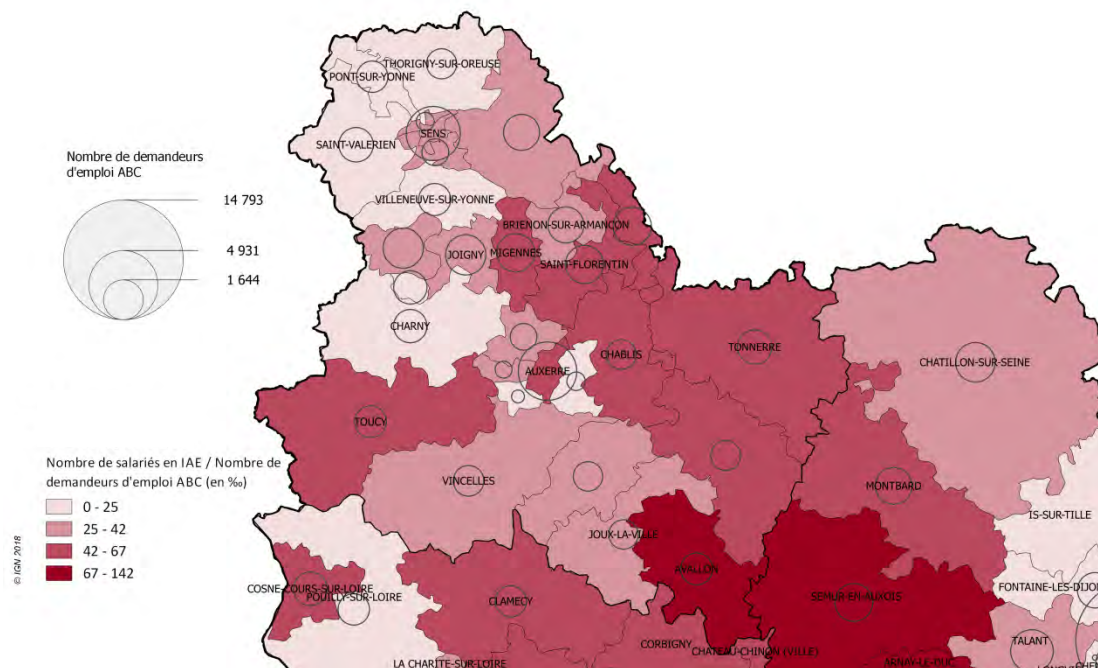 THORIGNY-SUR-OREUSE
PONT-SUR-YONNE
SENS
SAINT-VALERIEN
Nombre de demandeurs
d'emploi ABC
14 793
4 931
1 644
VILLENEUVE-SUR-YONNE
BRIENON-SUR-ARMANÇON
JOIGNY
MIGENNES
SAINT-FLORENTIN
CHARNY
CHABLIS
TONNERRE
CHATILLON-SUR-SEINE
AUXERRE
TOUCY
Nombre de salariés en IAE / Nombre de
demandeurs d'emploi ABC (en ‰)
0 - 25
25 - 42
42 - 67
67 - 142
VINCELLES
MONTBARD
IS-SUR-TILLE
JOUX-LA-VILLE
AVALLON
COSNE-COURS-SUR-LOIRE
POUILLY-SUR-LOIRE
CLAMECY
SEMUR-EN-AUXOIS
FONTAINE-LES-DIJO
TALANT
CORBIGNY
CHATEAU-CHINON (VILLE)
LA CHARITE-SUR-LOIRE
ARNAY-LE-DUC
© IGN 2018